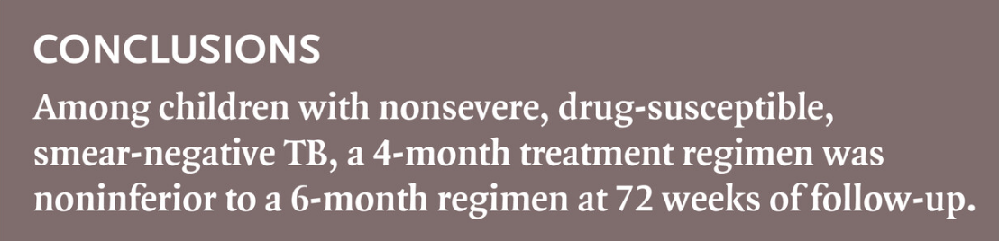 CONCLUSIONS
Among children with nonsevere, drug-susceptible,
smear-negative TB, a 4-month treatment regimen was
noninferior to a 6-month regimen at 72 weeks of follow-up.